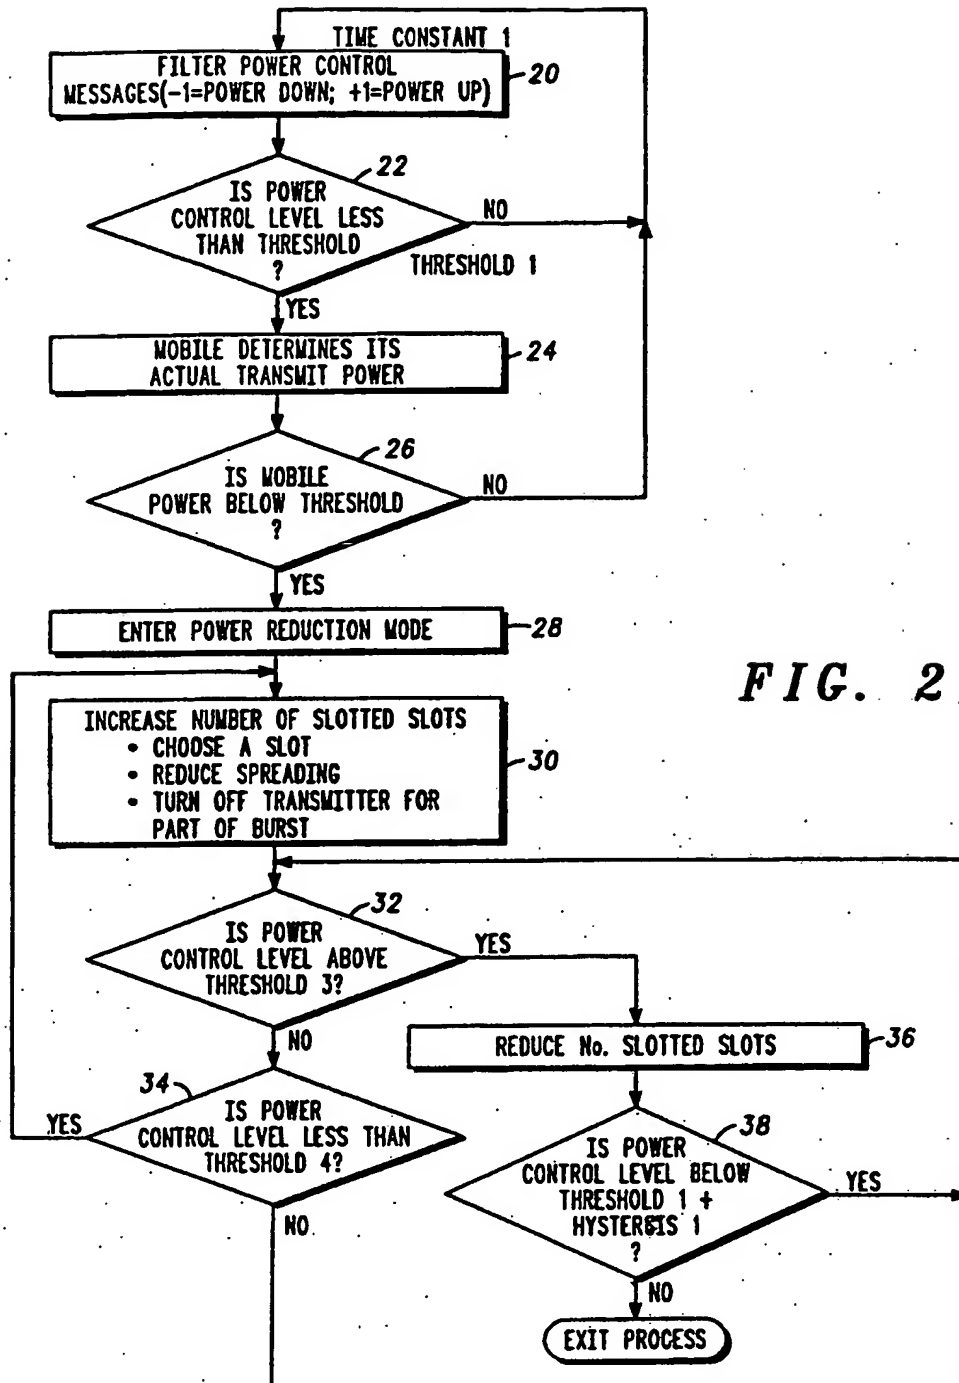 TIME CONSTANT 1
FILTER POWER CONTROL
MESSAGES(-1=POWER DOWN; +1=POWER UP)
20
22
IS POWER
CONTROL LEVEL LESS
THAN THRESHOLD
?
NO
THRESHOLD 1
YES
MOBILE DETERMINES ITS
ACTUAL TRANSMIT POWER
24
26
IS MOBILE
POWER BELOW THRESHOLD
?
NO
YES
ENTER POWER REDUCTION MODE
28
FIG. 2
INCREASE NUMBER OF SLOTTED SLOTS
• CHOOSE A SLOT
• REDUCE SPREADING
• TURN OFF TRANSMITTER FOR
PART OF BURST
30
32
IS POWER
CONTROL LEVEL ABOVE
THRESHOLD 3?
YES
NO
REDUCE No. SLOTTED SLOTS
36
34
IS POWER
CONTROL LEVEL LESS THAN
THRESHOLD 4?
YES
NO
38
IS POWER
CONTROL LEVEL BELOW
THRESHOLD 1 +
HYSTERSIS 1
?
YES
NO
EXIT PROCESS